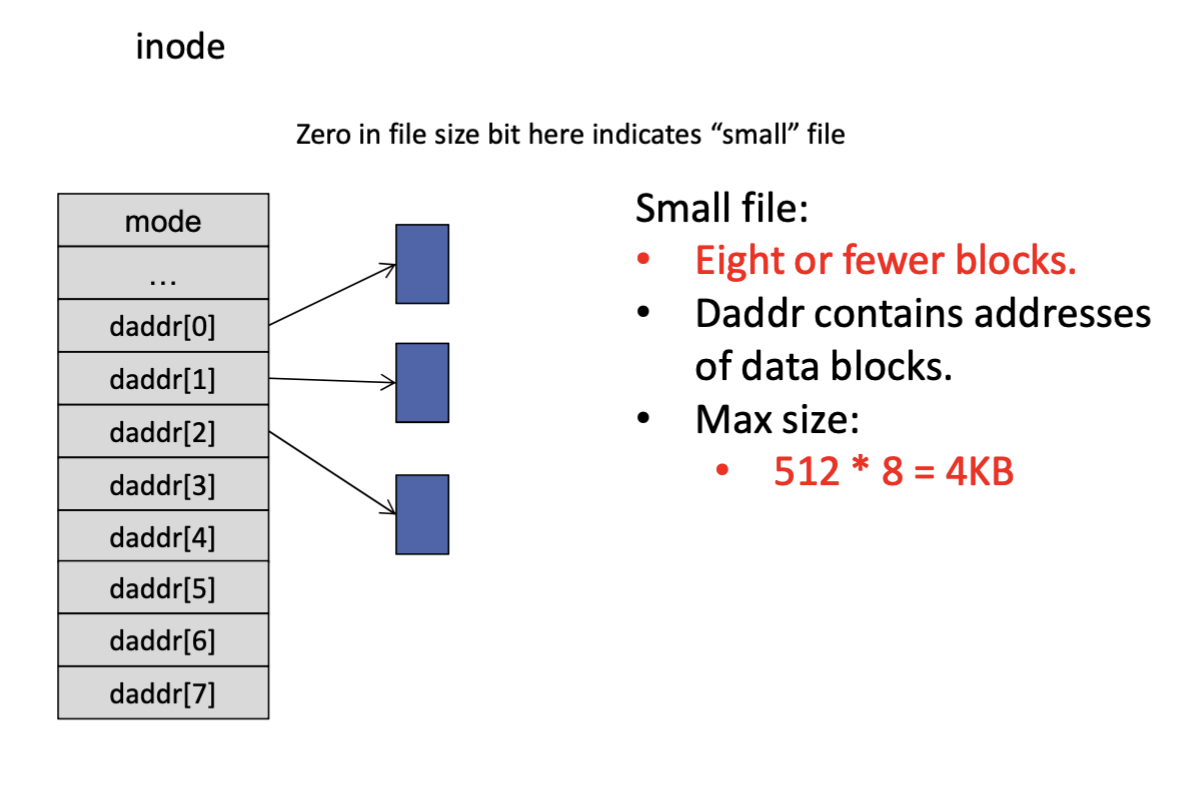 inode
Zero in file size bit here indicates “small” file
mode
...
daddr[0]
daddr[1]
daddr[2]
daddr[3]
daddr[4]
daddr[5]
daddr[6]
daddr[7]
Small file:
• Eight or fewer blocks.
• Daddr contains addresses
of data blocks.
• Max size:
• 512 * 8 = 4KB